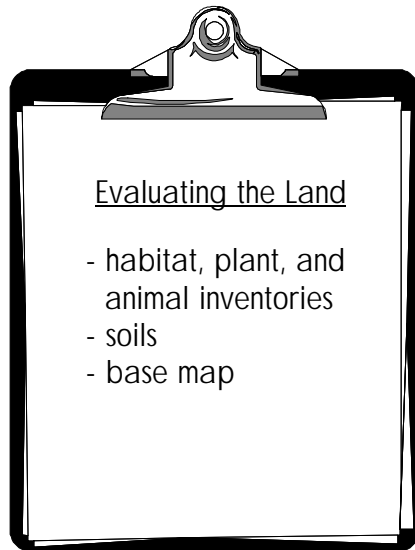 Evaluating the Land
- habitat, plant, and
animal inventories
- soils
- base map